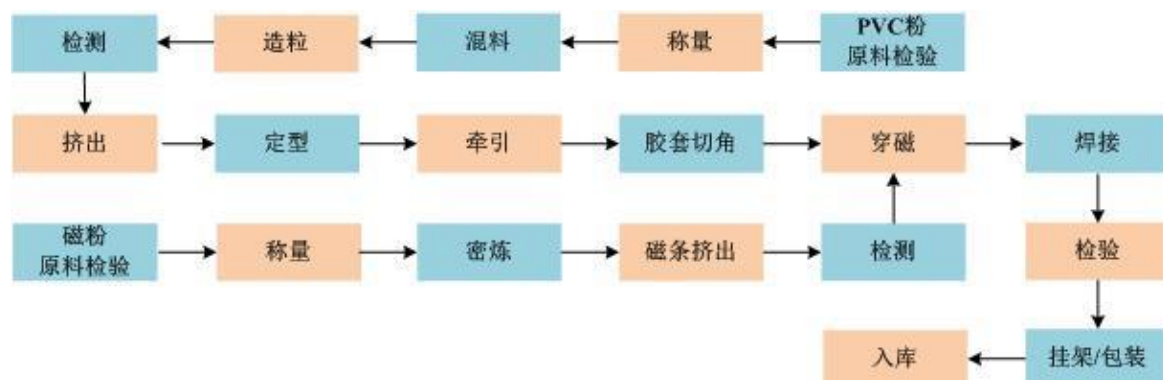 检测
造粒
混料
称量
PVC粉
原料检验
挤出
定型
牵引
胶套切角
穿磁
焊接
磁粉
原料检验
称量
密炼
磁条挤出
检测
检验
入库
挂架/包装